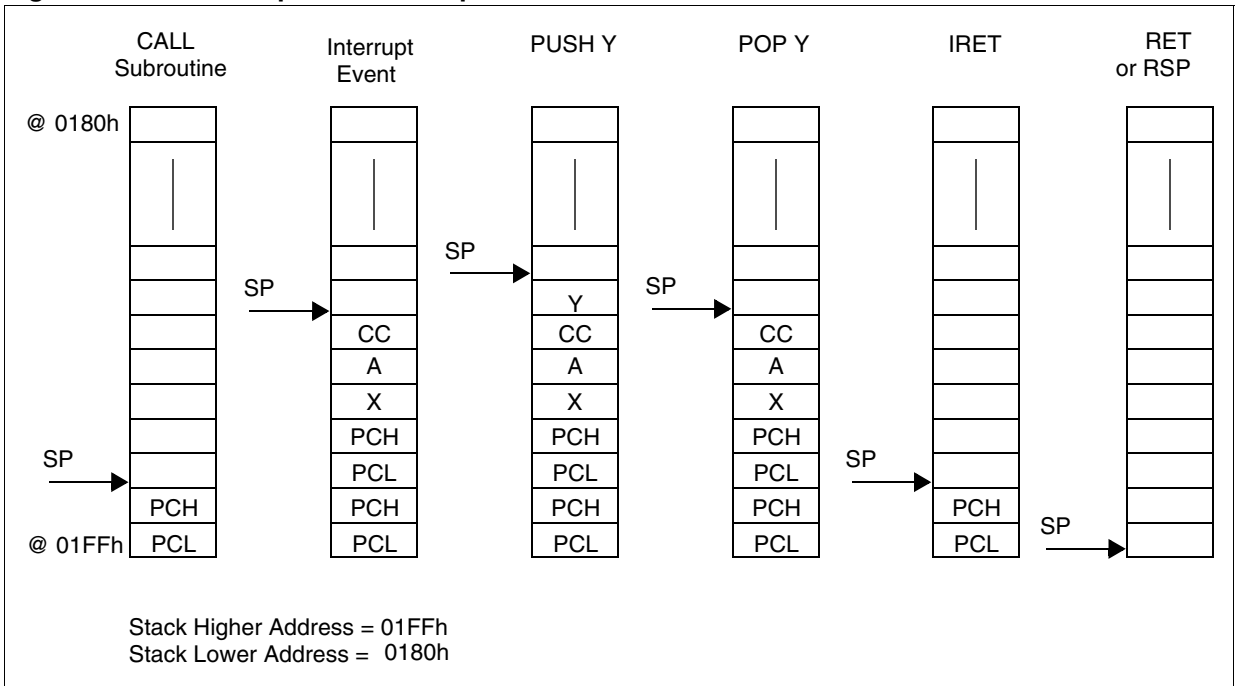 CALL
Subroutine
Interrupt
Event
PUSH Y
POP Y
IRET
RET
or RSP
@ 0180h
SP
SP
SP
Y
CC
CC
CC
A
A
A
X
X
X
PCH
PCH
PCH
SP
PCL
PCL
PCL
SP
PCH
PCH
PCH
PCH
PCH
SP
@ 01FFh
PCL
PCL
PCL
PCL
PCL
Stack Higher Address = 01FFh
Stack Lower Address = 0180h